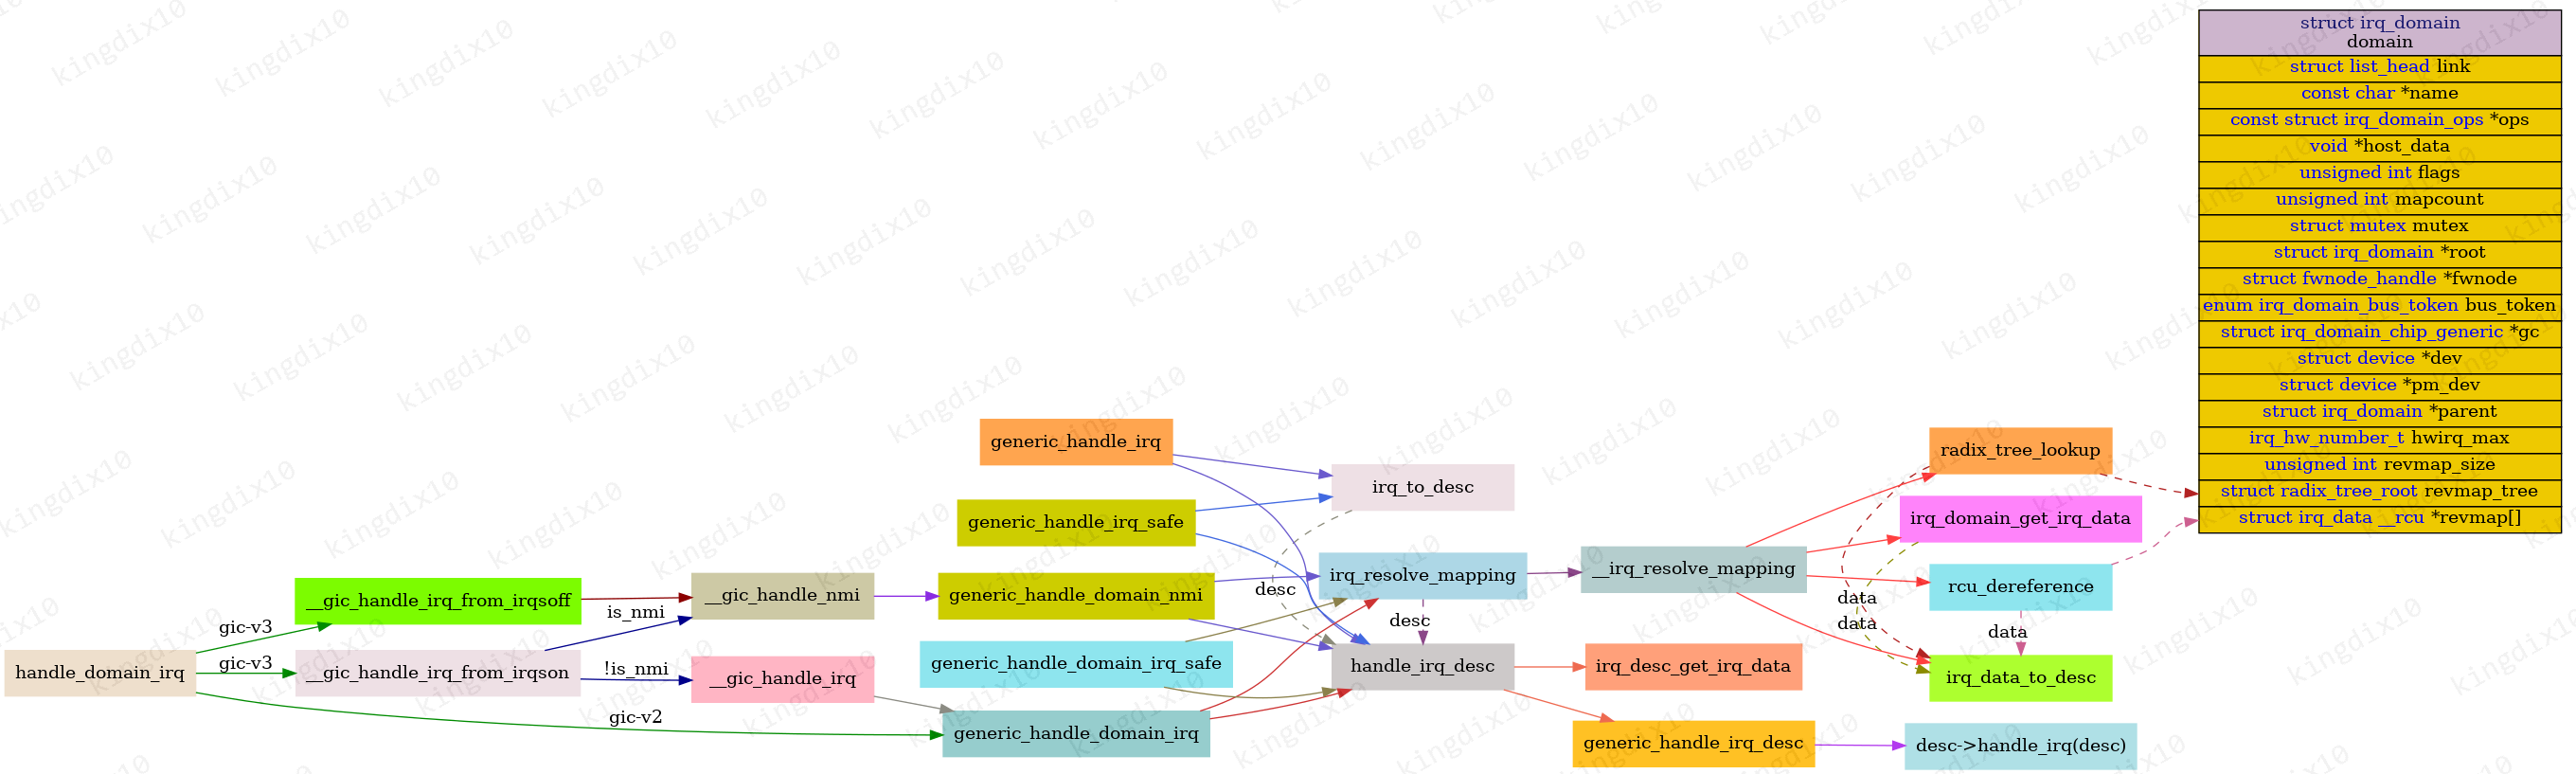 struct irq_domain
domain
struct list_head link
const char *name
const struct irq_domain_ops *ops
void *host_data
unsigned int flags
unsigned int mapcount
struct mutex mutex
struct irq_domain *root
struct fwnode_handle *fwnode
enum irq_domain_bus_token bus_token
struct irq_domain_chip_generic *gc
struct device *dev
struct device *pm_dev
struct irq_domain *parent
irq_hw_number_t hwirq_max
unsigned int revmap_size
struct radix_tree_root revmap_tree
struct irq_data __rcu *revmap[]
handle_domain_irq
gic-v3
gic-v3
gic-v2
__gic_handle_irq_from_irqsoff
__gic_handle_irq_from_irqson
is_nmi
!is_nmi
__gic_handle_nmi
__gic_handle_irq
generic_handle_irq
generic_handle_irq_safe
generic_handle_domain_nmi
generic_handle_domain_irq_safe
generic_handle_domain_irq
irq_to_desc
desc
irq_resolve_mapping
desc
handle_irq_desc
__irq_resolve_mapping
irq_desc_get_irq_data
generic_handle_irq_desc
radix_tree_lookup
irq_domain_get_irq_data
rcu_dereference
data
data
data
irq_data_to_desc
desc->handle_irq(desc)
kingdix10